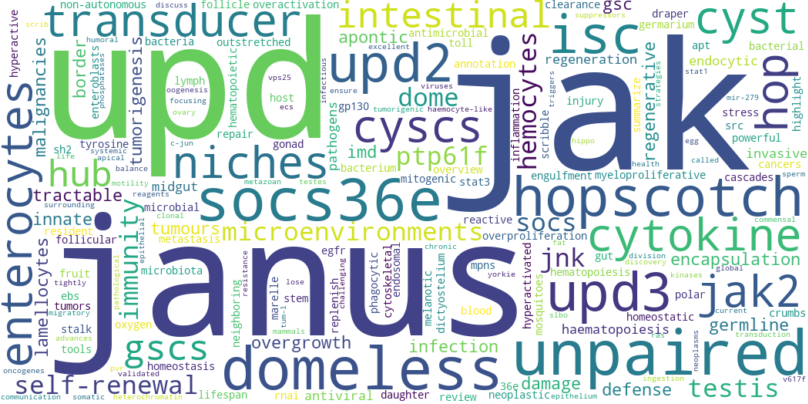 non-autonomous discuss follicle overactivation
clearance gsc suppressors
transducer intestinal cyst
hyperactive scrib humoral bacteria outstretched
antimicrobial toll draper germarium
isc bacterial
upd jak
malignancies border enteroblasts phosphatases tumorigenesis
apontic excellent annotation endocytic apt
upd2 viruses regeneration stat1
lymph hematopoietic oogenesis vps25 infectious
ensure gp130 strategies mir-279
hop highlight
focusing host ecs dome tumorigenic haemocyte-like
hemocytes inflammation scribble injury triggers regenerative summarize stress src
tyrosine systemic repair ovary c-jun
pathogens cyscs hippo egg powerful
enterocytes sh2 life apical gonad stat3
imd ptp61f health called invasive cancers sperm
hub balance niches bacterium mitogenic overview
engulfment myeloproliferative cascades
tractable motility midgut metazoan testes
socs36e hopscotch
innate surrounding reagents microbial clonal
reactive socs
resident immunity tumours microenvironments overproliferation cytokine
follicular metastasis egfr chronic fat
lamellocytes janus jnk gut commensal
fruit tightly pathological epithelial microbiota
division discovery yorkie encapsulation
resistance neighboring phagocytic cytoskeletal endosomal
mpns hyperactivated hematopoiesis global kinases
ebs tumors migratory oxygen
lose marelle stem replenish challenging melanotic dictyostelium
mosquitoes upd3 polar jak2
stalk advances tools gscs
tum-1 mammals blood
slbo homeostatic haematopoiesis current crumbs
oncogenes pvr validated homeostasis overgrowth
domeless infection unpaired ras transduction germline
self-renewal lifespan
damage ingestion neoplasms v617f
communication somatic heterochromatin rnai antiviral daughter review
36e neoplastic epithelium defense testis